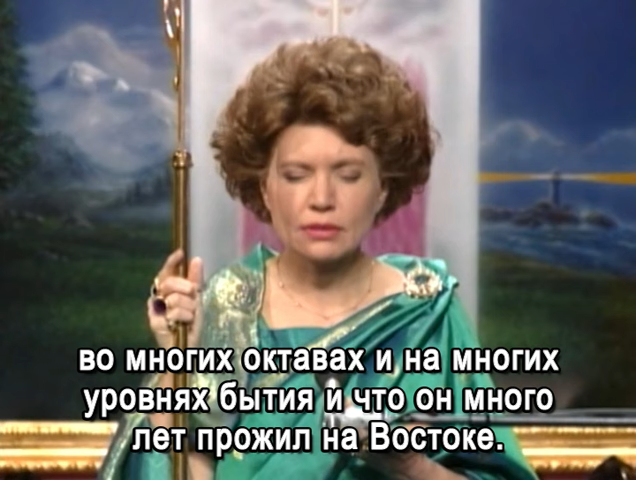 во многих октавах и на многих
уровнях бытия и что он много
лет прожил на Востоке.